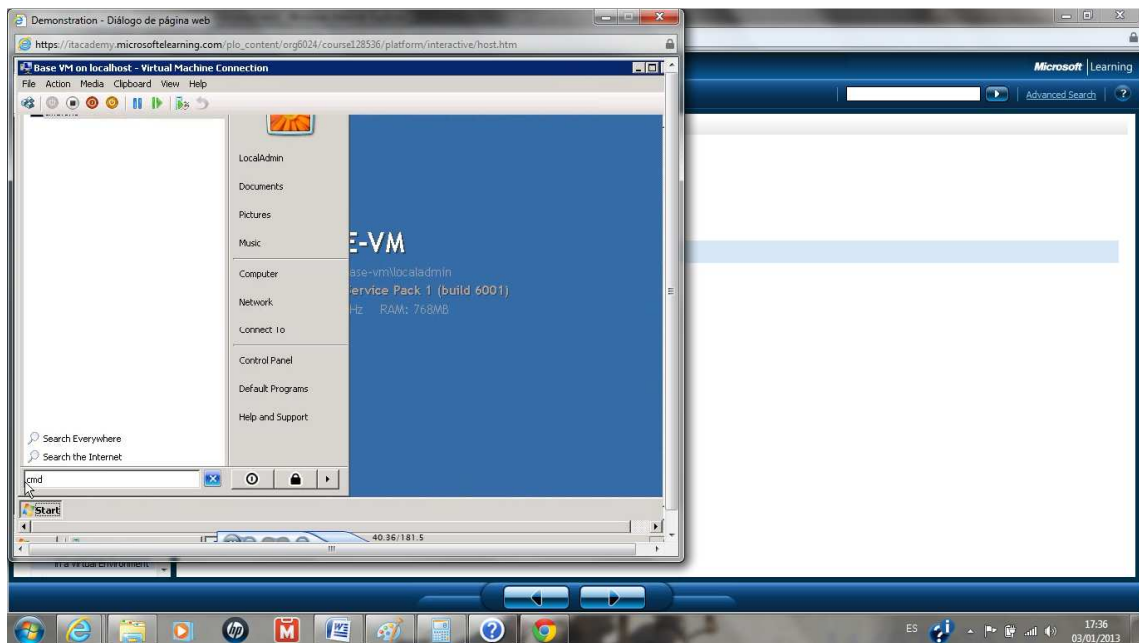 Demonstration - Diálogo de página web
https://itacademy.microsoftelearning.com/plo_content/org6024/course128536/platform/interactive/host.htm
Base VM on localhost - Virtual Machine Connection
File Action Media Clipboard View Help
Microsoft | Learning
Advanced Search
LocalAdmin
Documents
Pictures
Music
Computer
Network
Connect To
Control Panel
Default Programs
Help and Support
E-VM
ase-vm\localadmin
ervice Pack 1 (build 6001)
Hz RAM: 768MB
Search Everywhere
Search the Internet
cmd
Start
40.36/181.5
in a Virtual Environment
ES
17:36
03/01/2013